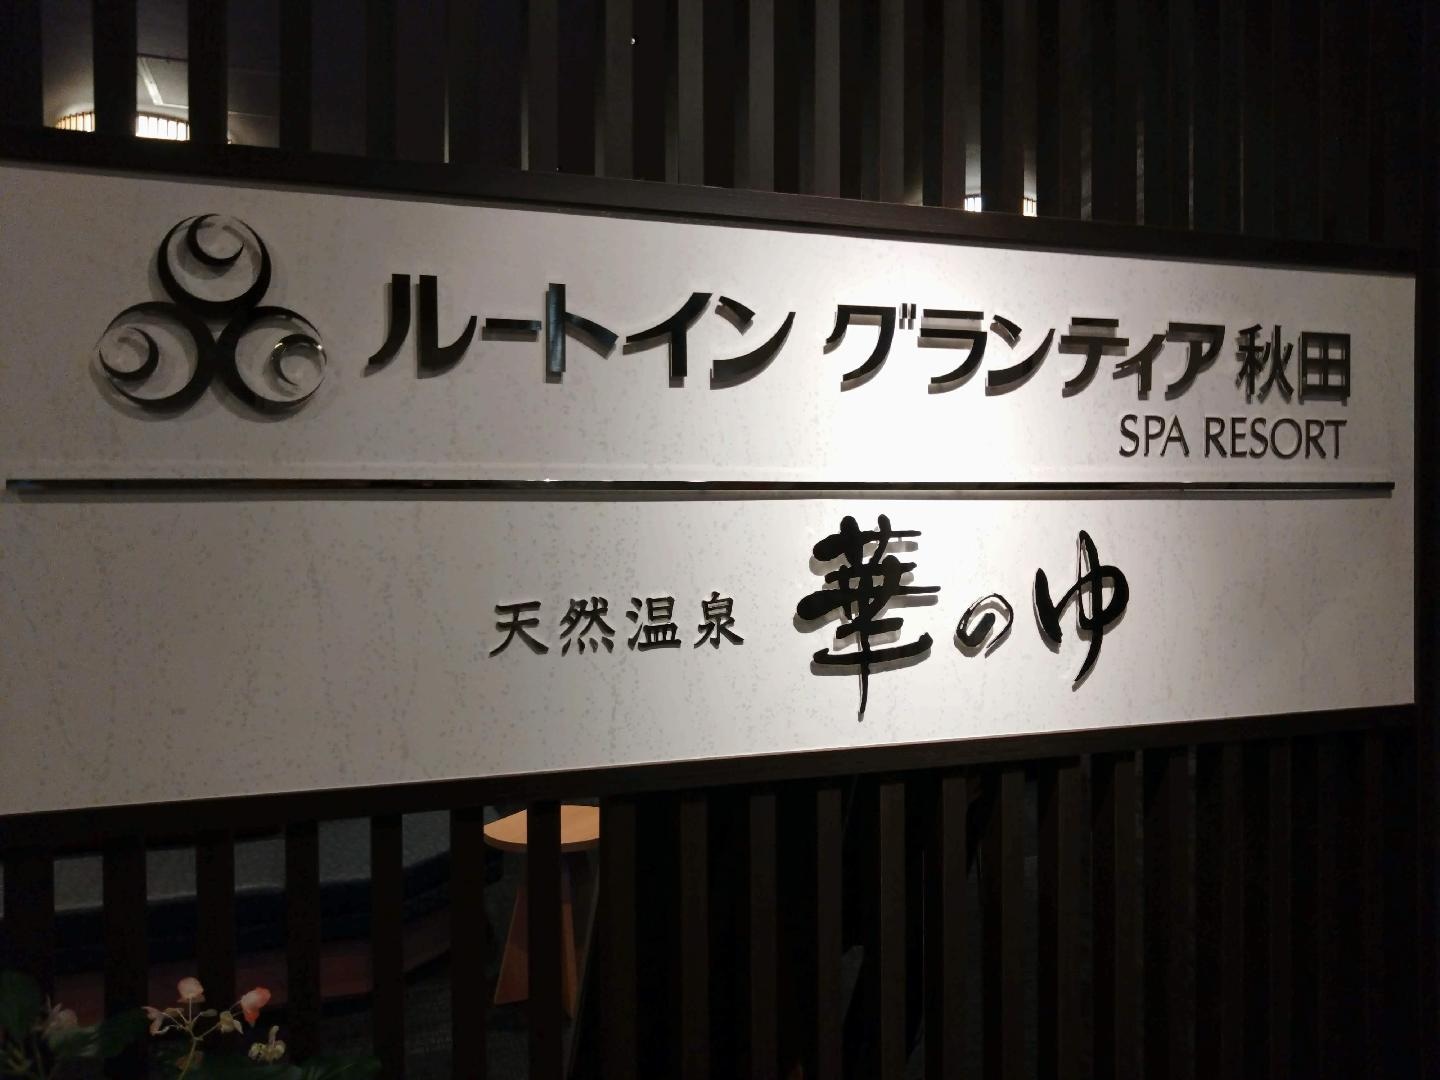 ルートイン グランティア 秋田
SPA RESORT
天然温泉 華のゆ